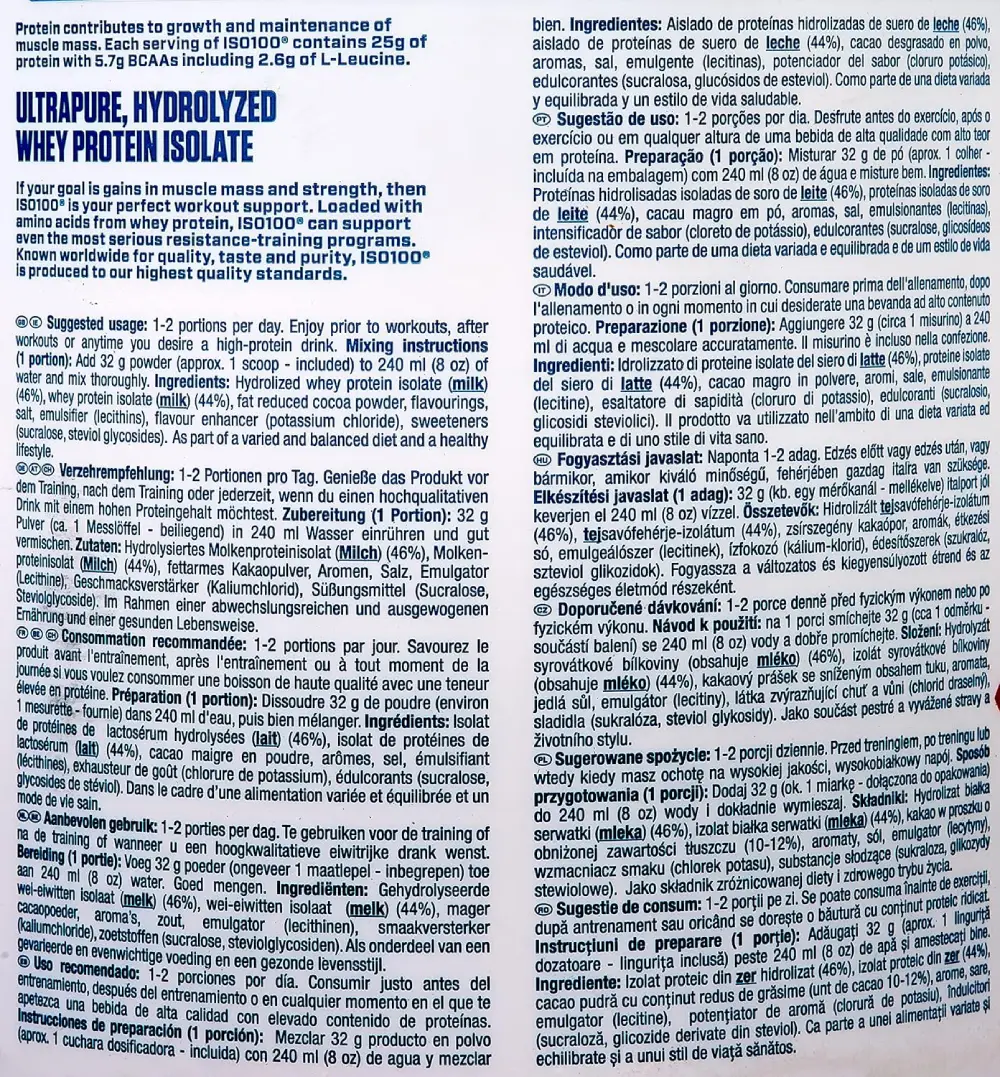 Protein contributes to growth and maintenance of
muscle mass. Each serving of ISO100® contains 25g of
protein with 5.7g BCAAs including 2.6g of L-Leucine.
ULTRAPURE, HYDROLYZED
WHEY PROTEIN ISOLATE
If your goal is gains in muscle mass and strength, then
ISO100® is your perfect workout support. Loaded with
amino acids from whey protein, ISO100® can support
even the most serious resistance-training programs.
Known worldwide for quality, taste and purity, ISO100®
is produced to our highest quality standards.
GB IE Suggested usage: 1-2 portions per day. Enjoy prior to workouts, after
workouts or anytime you desire a high-protein drink. Mixing instructions
(1 portion): Add 32 g powder (approx. 1 scoop - included) to 240 ml (8 oz) of
water and mix thoroughly. Ingredients: Hydrolized whey protein isolate (milk)
(46%), whey protein isolate (milk) (44%), fat reduced cocoa powder, flavourings,
salt, emulsifier (lecithins), flavour enhancer (potassium chloride), sweeteners
(sucralose, steviol glycosides). As part of a varied and balanced diet and a healthy
lifestyle.
DE AT CH Verzehrempfehlung: 1-2 Portionen pro Tag. Genieße das Produkt vor
dem Training, nach dem Training oder jederzeit, wenn du einen hochqualitativen
Drink mit einem hohen Proteingehalt möchtest. Zubereitung (1 Portion): 32 g
Pulver (ca. 1 Messlöffel - beiliegend) in 240 ml Wasser einrühren und gut
vermischen. Zutaten: Hydrolysiertes Molkenproteinisolat (Milch) (46%), Molken-
proteinisolat (Milch) (44%), fettarmes Kakaopulver, Aromen, Salz, Emulgator
(Lecithine), Geschmacksverstärker (Kaliumchlorid), Süßungsmittel (Sucralose,
Steviolglycoside). Im Rahmen einer abwechslungsreichen und ausgewogenen
Ernährung und einer gesunden Lebensweise.
FR BE CH Consommation recommandée: 1-2 portions par jour. Savourez le
produit avant l'entraînement, après l'entraînement ou à tout moment de la
journée si vous voulez consommer une boisson de haute qualité avec une teneur
élevée en protéine. Préparation (1 portion): Dissoudre 32 g de poudre (environ
1 mesurette - fournie) dans 240 ml d'eau, puis bien mélanger. Ingrédients: Isolat
de protéines de lactosérum hydrolysées (lait) (46%), isolat de protéines de
lactosérum (lait) (44%), cacao maigre en poudre, arômes, sel, émulsifiant
(lécithines), exhausteur de goût (chlorure de potassium), édulcorants (sucralose,
glycosides de stéviol). Dans le cadre d'une alimentation variée et équilibrée et un
mode de vie sain.
NL BE Aanbevolen gebruik: 1-2 porties per dag. Te gebruiken voor de training of
na de training of wanneer u een hoogkwalitatieve eiwitrijke drank wenst.
Bereiding (1 portie): Voeg 32 g poeder (ongeveer 1 maatlepel - inbegrepen) toe
aan 240 ml (8 oz) water. Goed mengen. Ingrediënten: Gehydrolyseerde
wei-eiwitten isolaat (melk) (46%), wei-eiwitten isolaat (melk) (44%), mager
cacaopoeder, aroma's, zout, emulgator (lecithinen), smaakversterker
(kaliumchloride), zoetstoffen (sucralose, steviolglycosiden). Als onderdeel van een
gevarieerde en evenwichtige voeding en een gezonde levensstijl.
ES Uso recomendado: 1-2 porciones por día. Consumir justo antes del
entrenamiento, después del entrenamiento o en cualquier momento en el que te
apetezca una bebida de alta calidad con elevado contenido de proteínas.
Instrucciones de preparación (1 porción): Mezclar 32 g producto en polvo
(aprox. 1 cuchara dosificadora - incluida) con 240 ml (8 oz) de agua y mezclar
bien. Ingredientes: Aislado de proteínas hidrolizadas de suero de leche (46%),
aislado de proteínas de suero de leche (44%), cacao desgrasado en polvo,
aromas, sal, emulgente (lecitinas), potenciador del sabor (cloruro potásico),
edulcorantes (sucralosa, glucósidos de esteviol). Como parte de una dieta variada
y equilibrada y un estilo de vida saludable.
PT Sugestão de uso: 1-2 porções por dia. Desfrute antes do exercício, após o
exercício ou em qualquer altura de uma bebida de alta qualidade com alto teor
em proteína. Preparação (1 porção): Misturar 32 g de pó (aprox. 1 colher -
incluída na embalagem) com 240 ml (8 oz) de água e misture bem. Ingredientes:
Proteínas hidrolisadas isoladas de soro de leite (46%), proteínas isoladas de soro
de leite (44%), cacau magro em pó, aromas, sal, emulsionantes (lecitinas),
intensificador de sabor (cloreto de potássio), edulcorantes (sucralose, glicosídeos
de esteviol). Como parte de uma dieta variada e equilibrada e de um estilo de vida
saudável.
IT Modo d'uso: 1-2 porzioni al giorno. Consumare prima dell'allenamento, dopo
l'allenamento o in ogni momento in cui desiderate una bevanda ad alto contenuto
proteico. Preparazione (1 porzione): Aggiungere 32 g (circa 1 misurino) a 240
ml di acqua e mescolare accuratamente. Il misurino è incluso nella confezione.
Ingredienti: Idrolizzato di proteine isolate del siero di latte (46%), proteine isolate
del siero di latte (44%), cacao magro in polvere, aromi, sale, emulsionante
(lecitine), esaltatore di sapidità (cloruro di potassio), edulcoranti (sucralosio,
glicosidi steviolici). Il prodotto va utilizzato nell'ambito di una dieta variata ed
equilibrata e di uno stile di vita sano.
HU Fogyasztási javaslat: Naponta 1-2 adag. Edzés előtt vagy edzés után, vagy
bármikor, amikor kiváló minőségű, fehérjében gazdag italra van szüksége.
Elkészítési javaslat (1 adag): 32 g (kb. egy mérőkanál - mellékelve) italport jól
keverjen el 240 ml (8 oz) vízzel. Összetevők: Hidrolizált tejsavófehérje-izolátum
(46%), tejsavófehérje-izolátum (44%), zsírszegény kakaópor, aromák, étkezési
só, emulgeálószer (lecitinek), ízfokozó (kálium-klorid), édesítőszerek (szukralóz,
szteviol glikozidok). Fogyassza a változatos és kiegyensúlyozott étrend és az
egészséges életmód részeként.
CZ Doporučené dávkování: 1-2 porce denně před fyzickým výkonem nebo po
fyzickém výkonu. Návod k použití: na 1 porci smíchejte 32 g (cca 1 odměrku -
součástí balení) se 240 ml (8 oz) vody a dobře promíchejte. Složení: Hydrolyzát
syrovátkové bílkoviny (obsahuje mléko) (46%), izolát syrovátkové bílkoviny
(obsahuje mléko) (44%), kakaový prášek se sníženým obsahem tuku, aromata,
jedlá sůl, emulgátor (lecitiny), látka zvýrazňující chuť a vůni (chlorid draselný),
sladidla (sukralóza, steviol glykosidy). Jako součást pestré a vyvážené stravy a
životního stylu.
PL Sugerowane spożycie: 1-2 porcji dziennie. Przed treningiem, po treningu lub
wtedy kiedy masz ochotę na wysokiej jakości, wysokobiałkowy napój. Sposób
przygotowania (1 porcji): Dodaj 32 g (ok. 1 miarkę - dołączona do opakowania)
do 240 ml (8 oz) wody i dokładnie wymieszaj. Składniki: Hydrolizat białka
serwatki (mleka) (46%), izolat białka serwatki (mleka) (44%), kakao w proszku o
obniżonej zawartości tłuszczu (10-12%), aromaty, sól, emulgator (lecytyny),
wzmacniacz smaku (chlorek potasu), substancje słodzące (sukraloza, glikozydy
stewiolowe). Jako składnik zróżnicowanej diety i zdrowego trybu życia.
RO Sugestie de consum: 1-2 porții pe zi. Se poate consuma înainte de exerciții,
după antrenament sau oricând se dorește o băutură cu conținut proteic ridicat.
Instrucțiuni de preparare (1 porție): Adăugați 32 g (aprox. 1 linguriță
dozatoare - lingurița inclusă) peste 240 ml (8 oz) de apă și amestecați bine.
Ingrediente: Izolat proteic din zer hidrolizat (46%), izolat proteic din zer (44%),
cacao pudră cu conținut redus de grăsime (unt de cacao 10-12%), arome, sare,
emulgator (lecitine), potențiator de aromă (clorură de potasiu), îndulcitori
(sucraloză, glicozide derivate din steviol). Ca parte a unei alimentații variate și
echilibrate și a unui stil de viață sănătos.